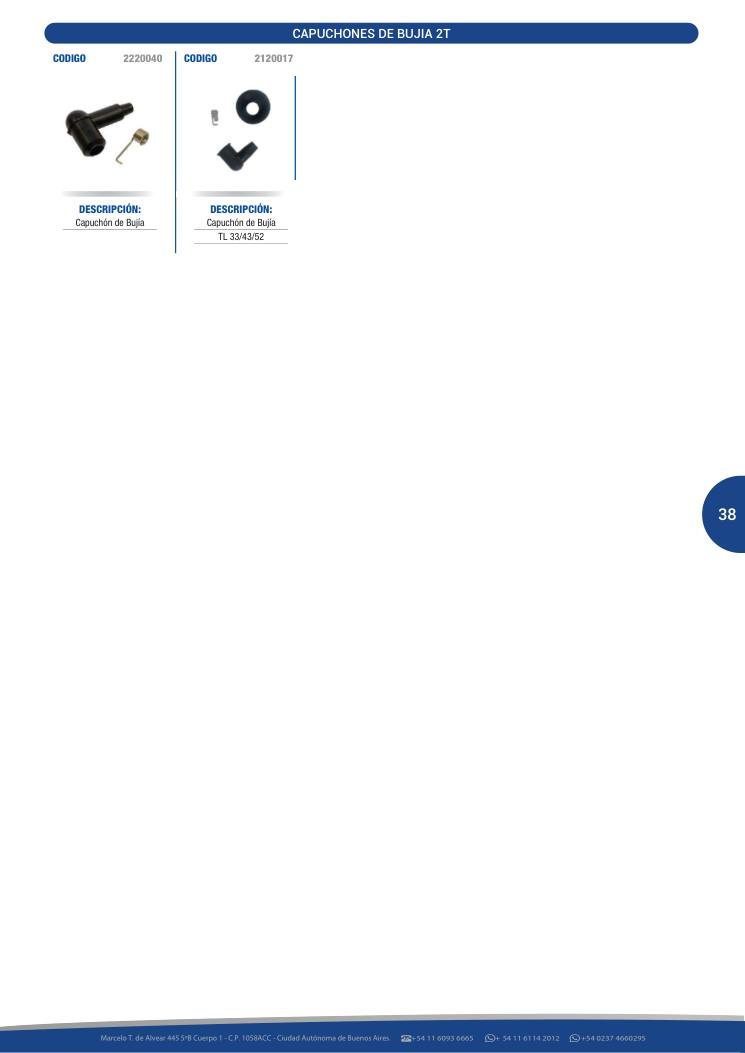 CAPUCHONES DE BUJIA 2T
CODIGO 2220040
DESCRIPCIÓN:
Capuchón de Bujía
CODIGO 2120017
DESCRIPCIÓN:
Capuchón de Bujía
TL 33/43/52
38
Marcelo T. de Alvear 445 5ºB Cuerpo 1 - C.P. 1058ACC - Ciudad Autónoma de Buenos Aires +54 11 6093 6665 + 54 11 6114 2012 +54 0237 4660295